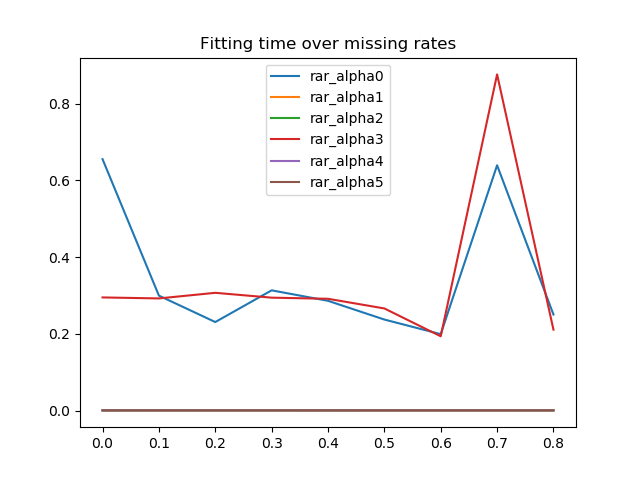 Fitting time over missing rates
rar_alpha0
rar_alpha1
rar_alpha2
rar_alpha3
rar_alpha4
rar_alpha5
0.8
0.6
0.4
0.2
0.0
0.0 0.1 0.2 0.3 0.4 0.5 0.6 0.7 0.8